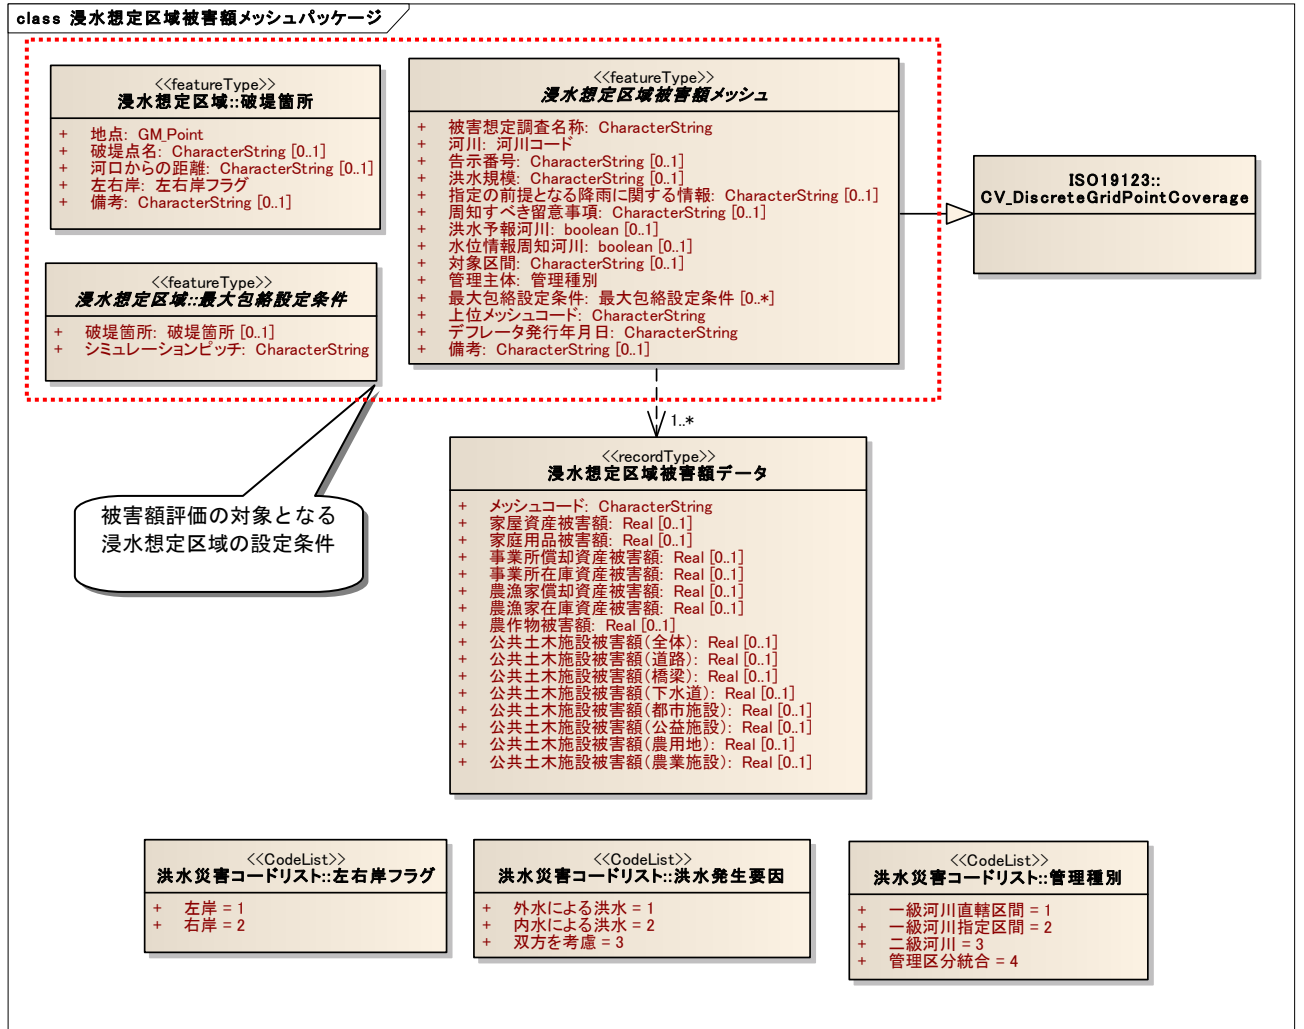 class 浸水想定区域被害額メッシュパッケージ
<<featureType>>
浸水想定区域::破堤箇所
+ 地点: GM_Point
+ 破堤点名: CharacterString [0..1]
+ 河口からの距離: CharacterString [0..1]
+ 左右岸: 左右岸フラグ
+ 備考: CharacterString [0..1]
<<featureType>>
浸水想定区域被害額メッシュ
+ 被害想定調査名称: CharacterString
+ 河川: 河川コード
+ 告示番号: CharacterString [0..1]
+ 洪水規模: CharacterString [0..1]
+ 指定の前提となる降雨に関する情報: CharacterString [0..1]
+ 周知すべき留意事項: CharacterString [0..1]
+ 洪水予報河川: boolean [0..1]
+ 水位情報周知河川: boolean [0..1]
+ 対象区間: CharacterString [0..1]
+ 管理主体: 管理種別
+ 最大包絡設定条件: 最大包絡設定条件 [0..*]
+ 上位メッシュコード: CharacterString
+ デフレータ発行年月日: CharacterString
+ 備考: CharacterString [0..1]
ISO19123::
CV_DiscreteGridPointCoverage
<<featureType>>
浸水想定区域::最大包絡設定条件
+ 破堤箇所: 破堤箇所 [0..1]
+ シミュレーションピッチ: CharacterString
1..*
被害額評価の対象となる
浸水想定区域の設定条件
<<recordType>>
浸水想定区域被害額データ
+ メッシュコード: CharacterString
+ 家屋資産被害額: Real [0..1]
+ 家庭用品被害額: Real [0..1]
+ 事業所償却資産被害額: Real [0..1]
+ 事業所在庫資産被害額: Real [0..1]
+ 農漁家償却資産被害額: Real [0..1]
+ 農漁家在庫資産被害額: Real [0..1]
+ 農作物被害額: Real [0..1]
+ 公共土木施設被害額(全体): Real [0..1]
+ 公共土木施設被害額(道路): Real [0..1]
+ 公共土木施設被害額(橋梁): Real [0..1]
+ 公共土木施設被害額(下水道): Real [0..1]
+ 公共土木施設被害額(都市施設): Real [0..1]
+ 公共土木施設被害額(公益施設): Real [0..1]
+ 公共土木施設被害額(農用地): Real [0..1]
+ 公共土木施設被害額(農業施設): Real [0..1]
<<CodeList>>
洪水災害コードリスト::左右岸フラグ
+ 左岸 = 1
+ 右岸 = 2
<<CodeList>>
洪水災害コードリスト::洪水発生要因
+ 外水による洪水 = 1
+ 内水による洪水 = 2
+ 双方を考慮 = 3
<<CodeList>>
洪水災害コードリスト::管理種別
+ 一級河川直轄区間 = 1
+ 一級河川指定区間 = 2
+ 二級河川 = 3
+ 管理区分統合 = 4